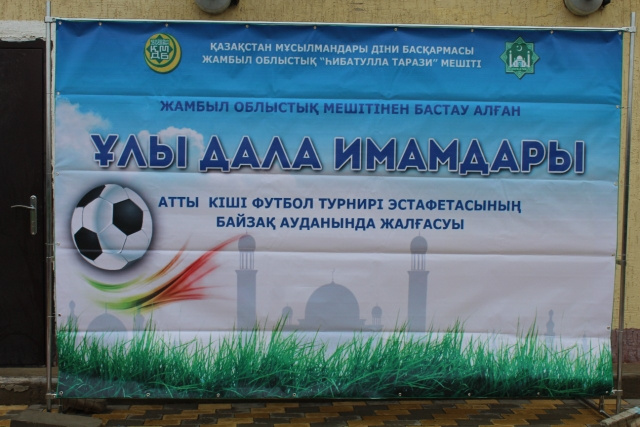 ҚМДБ
ҚАЗАҚСТАН МҰСЫЛМАНДАРЫ ДІНИ БАСҚАРМАСЫ
ЖАМБЫЛ ОБЛЫСТЫҚ "ҺИБАТУЛЛА ТАРАЗИ" МЕШІТІ
ЖАМБЫЛ ОБЛЫСТЫҚ МЕШІТІНЕН БАСТАУ АЛҒАН
ҰЛЫ ДАЛА ИМАМДАРЫ
АТТЫ КІШІ ФУТБОЛ ТУРНИРІ ЭСТАФЕТАСЫНЫҢ
БАЙЗАҚ АУДАНЫНДА ЖАЛҒАСУЫ